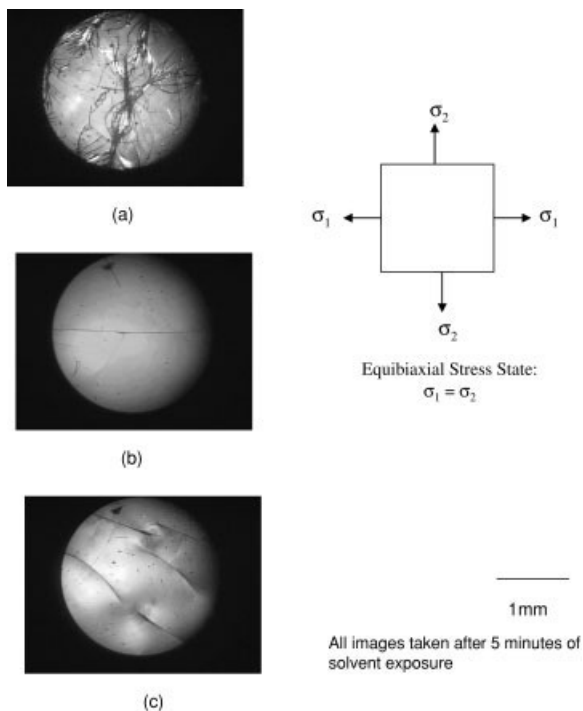 (a)
σ2
σ1
σ1
σ2
Equibiaxial Stress State:
σ1 = σ2
(b)
1mm
All images taken after 5 minutes of
solvent exposure
(c)